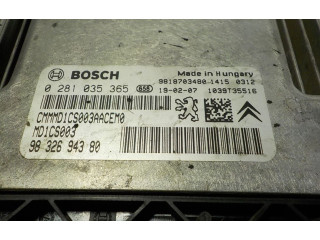 BOSCH
Made in Hungary
9818703480 1415 0312
0 281 035 365 658 19-02-07 1039T35516
CMMMD1CS003AACEM0
MD1CS003
98 326 943 80